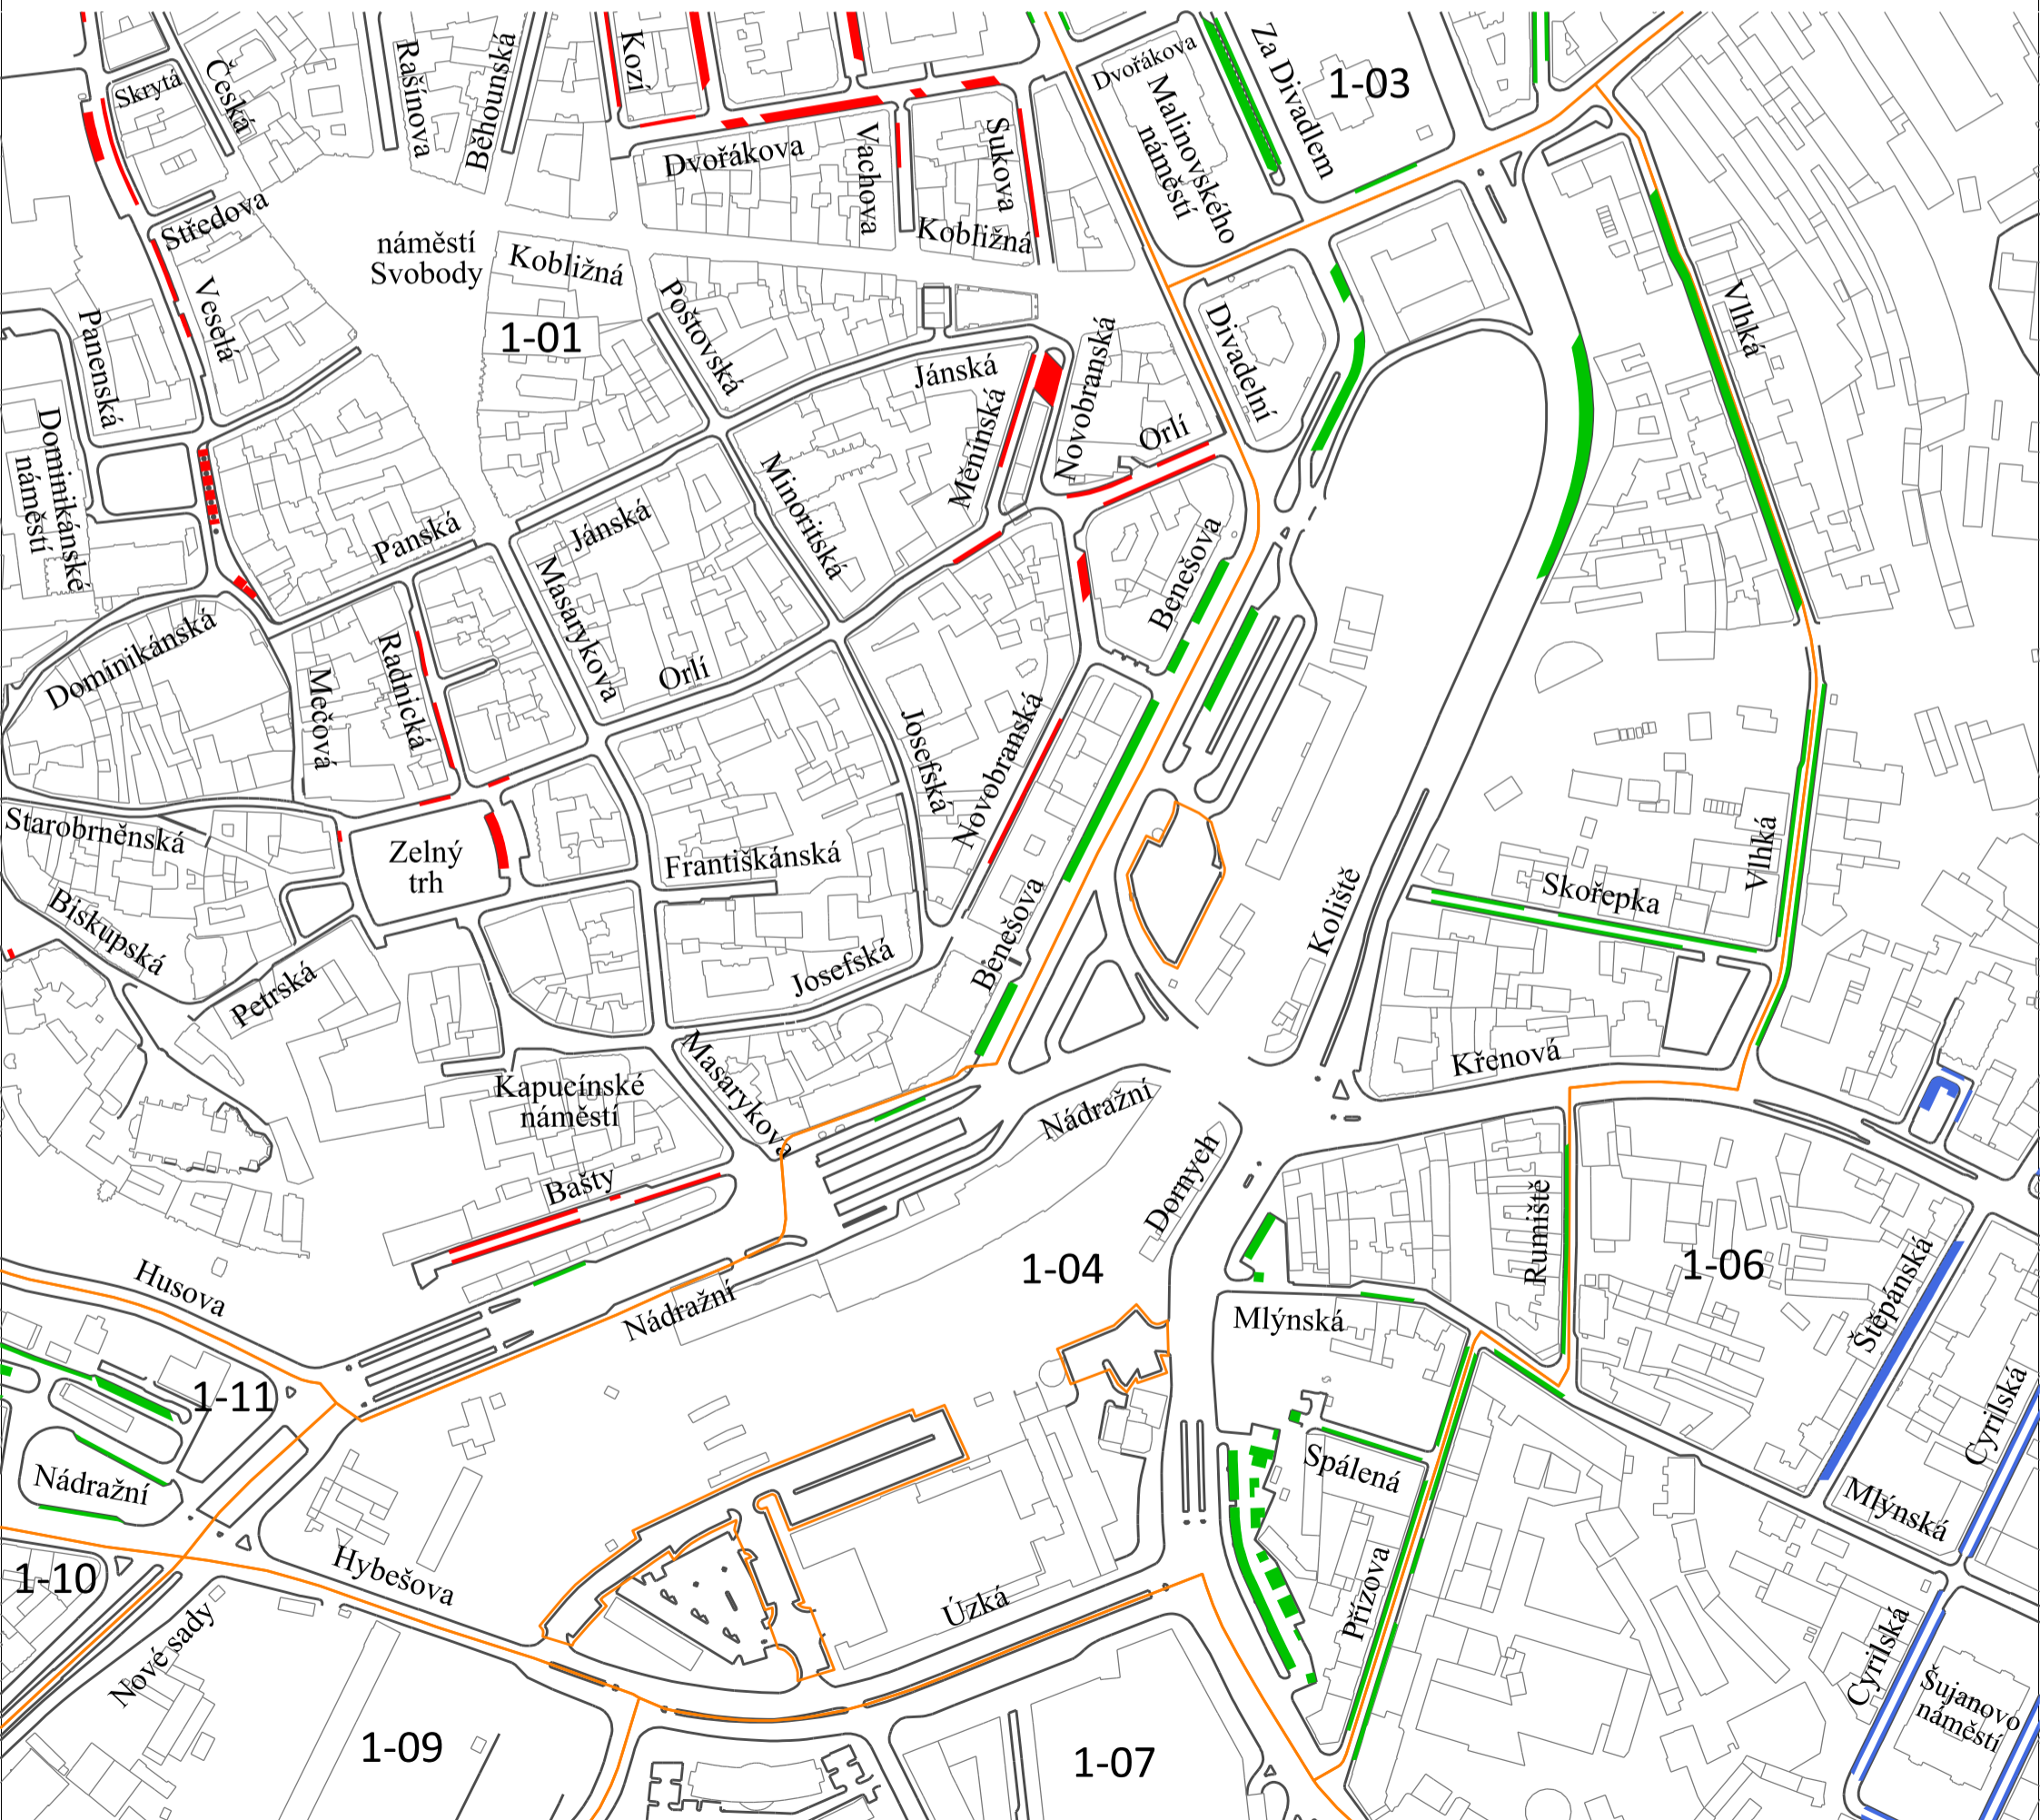 Skrytá
Česká
Rašínova
Běhounská
Kozí
Dvořákova
Vachova
Sukova
Kobližná
Dvořákova
Malinovského
náměstí
Za Divadlem
1-03
Středova
náměstí
Svobody
Kobližná
Veselá
Panenská
1-01
Poštovská
Jánská
Novobranská
Divadelní
Vlhká
Dominikánské
náměstí
Měnínská
Orlí
Minoritská
Panská
Jánská
Masarykova
Benešova
Dominikánská
Radnická
Mečová
Orlí
Josefská
Novobranská
Starobrněnská
Zelný
trh
Františkánská
Vlhká
Skořepka
Koliště
Biskupská
Petrská
Josefská
Benešova
Křenová
Masarykova
Kapucínské
náměstí
Nádražní
Dornych
Bašty
Rumiště
1-06
Štěpánská
1-04
Husova
Nádražní
Mlýnská
Cyrilská
1-11
Nádražní
Spálená
Mlýnská
Hybešova
1-10
Nové sady
Úzká
Přízova
Cyrilská
Šujanovo
náměstí
1-09
1-07